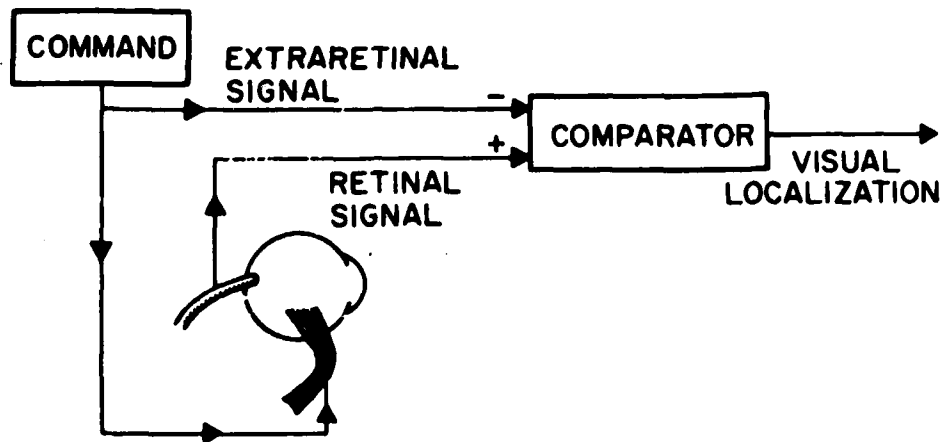 COMMAND
EXTRARETINAL
SIGNAL
-
+
COMPARATOR
RETINAL
SIGNAL
VISUAL
LOCALIZATION